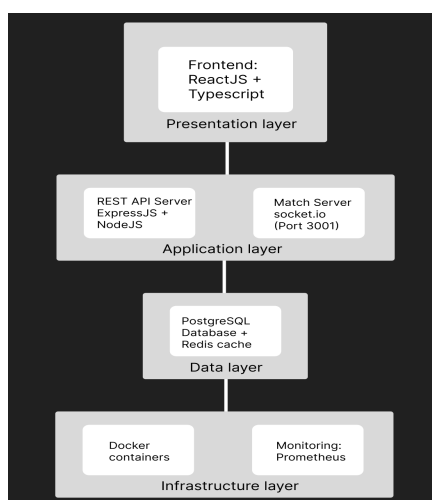 Frontend:
ReactJS +
Typescript
Presentation layer
REST API Server
ExpressJS +
NodeJS
Match Server
socket.io
(Port 3001)
Application layer
PostgreSQL
Database +
Redis cache
Data layer
Docker
containers
Monitoring:
Prometheus
Infrastructure layer